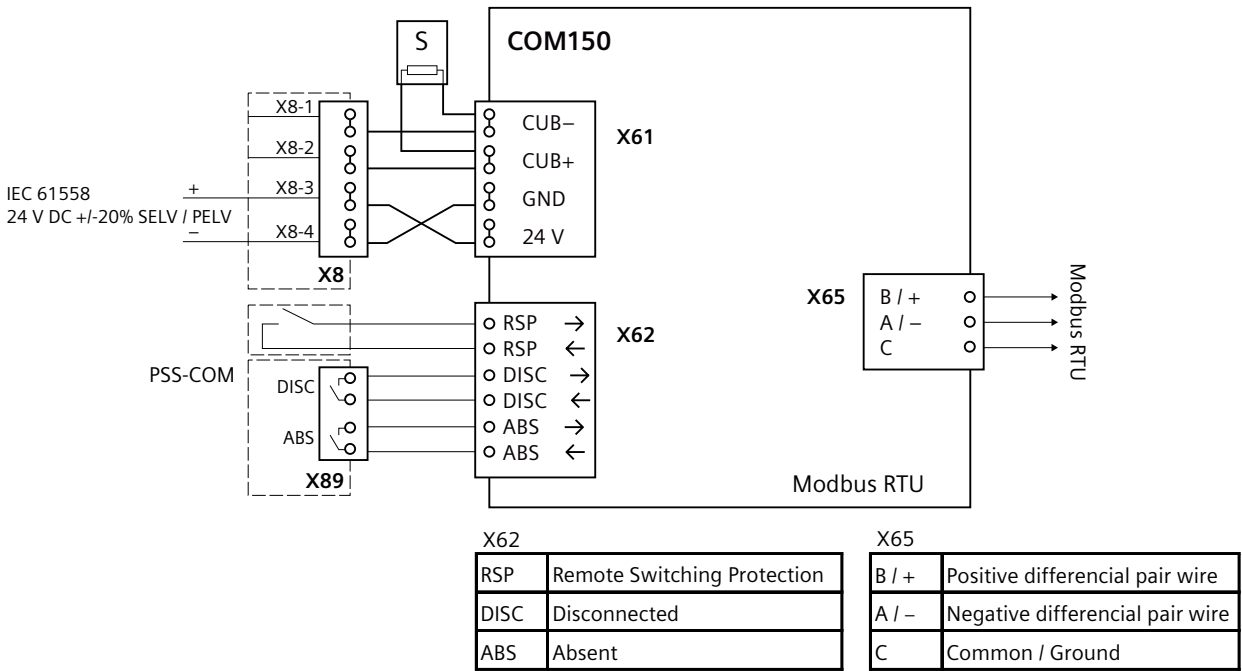 S
COM150
X8-1
X8-2
X8-3
X8-4
X8
IEC 61558
24 V DC +/-20% SELV / PELV
+
−
CUB−
CUB+
GND
24 V
X61
RSP →
RSP ←
DISC →
DISC ←
ABS →
ABS ←
X62
PSS-COM
DISC
ABS
X89
X65
B / +
A / −
C
Modbus RTU
Modbus RTU
X62
RSP Remote Switching Protection
DISC Disconnected
ABS Absent
X65
B / + Positive differencial pair wire
A / − Negative differencial pair wire
C Common / Ground